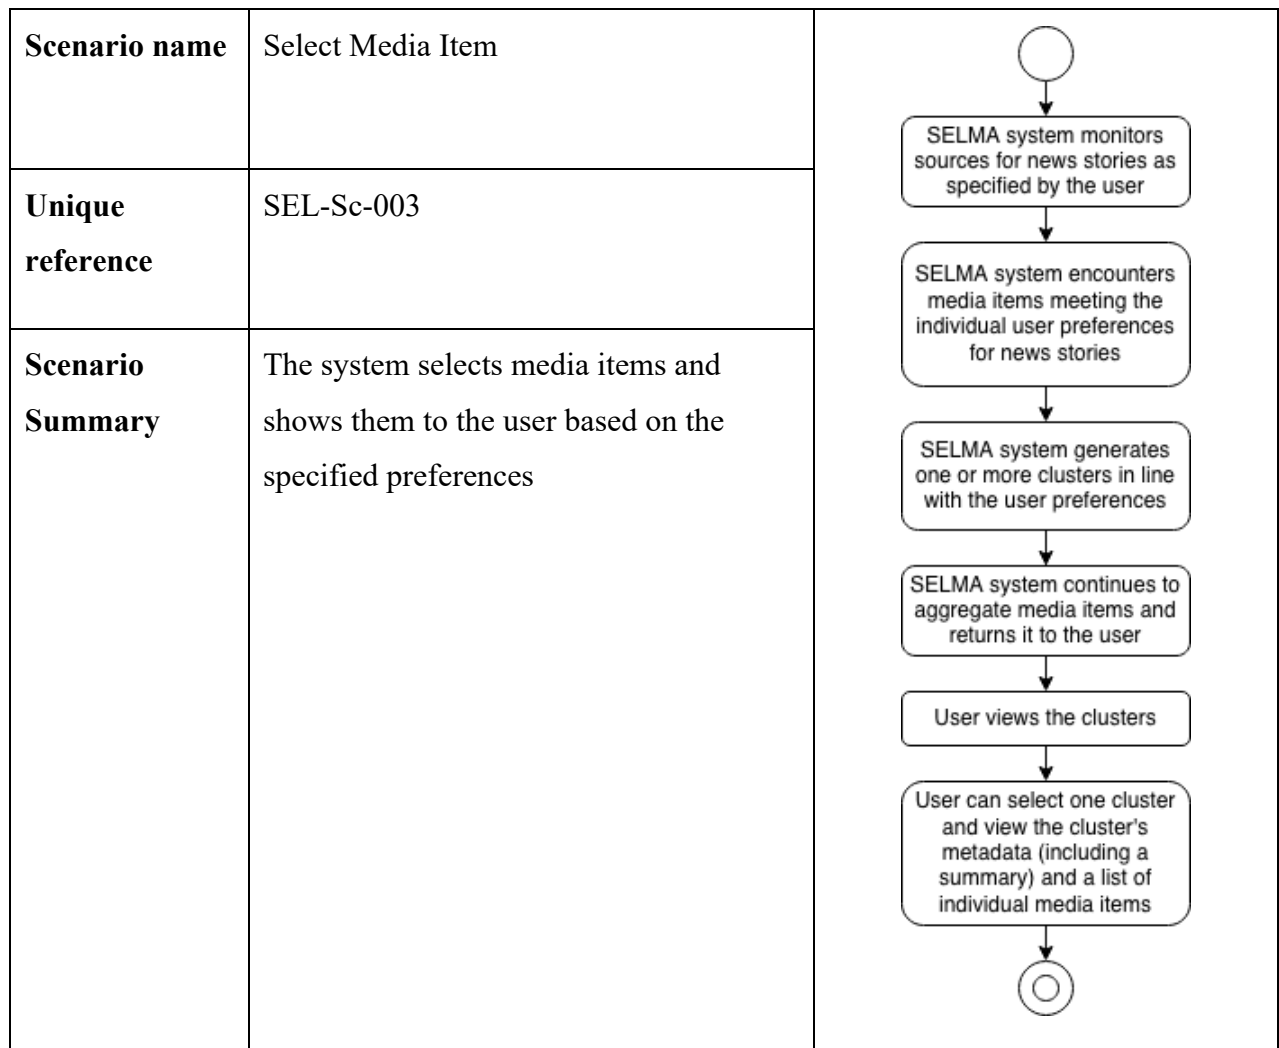 Scenario name
Select Media Item
Unique
reference
SEL-Sc-003
Scenario
Summary
The system selects media items and
shows them to the user based on the
specified preferences
SELMA system monitors
sources for news stories as
specified by the user
SELMA system encounters
media items meeting the
individual user preferences
for news stories
SELMA system generates
one or more clusters in line
with the user preferences
SELMA system continues to
aggregate media items and
returns it to the user
User views the clusters
User can select one cluster
and view the cluster's
metadata (including a
summary) and a list of
individual media items